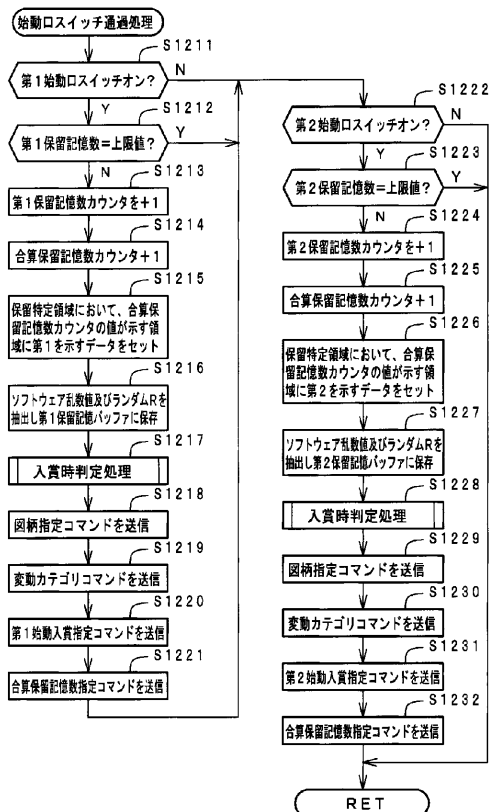 始動口スイッチ通過処理
S1211
第1始動口スイッチオン?
N
Y
S1212
第1保留記憶数=上限値?
Y
N
S1213
第1保留記憶数カウンタを+1
S1214
合算保留記憶数カウンタ+1
S1215
保留特定領域において、合算保
留記憶数カウンタの値が示す領
域に第1を示すデータをセット
S1216
ソフトウェア乱数値及びランダムRを
抽出し第1保留記憶バッファに保存
S1217
入賞時判定処理
S1218
図柄指定コマンドを送信
S1219
変動カテゴリコマンドを送信
S1220
第1始動入賞指定コマンドを送信
S1221
合算保留記憶数指定コマンドを送信
S1222
第2始動口スイッチオン?
N
Y
S1223
第2保留記憶数=上限値?
Y
N
S1224
第2保留記憶数カウンタを+1
S1225
合算保留記憶数カウンタ+1
S1226
保留特定領域において、合算保
留記憶数カウンタの値が示す領
域に第2を示すデータをセット
S1227
ソフトウェア乱数値及びランダムRを
抽出し第2保留記憶バッファに保存
S1228
入賞時判定処理
S1229
図柄指定コマンドを送信
S1230
変動カテゴリコマンドを送信
S1231
第2始動入賞指定コマンドを送信
S1232
合算保留記憶数指定コマンドを送信
RET